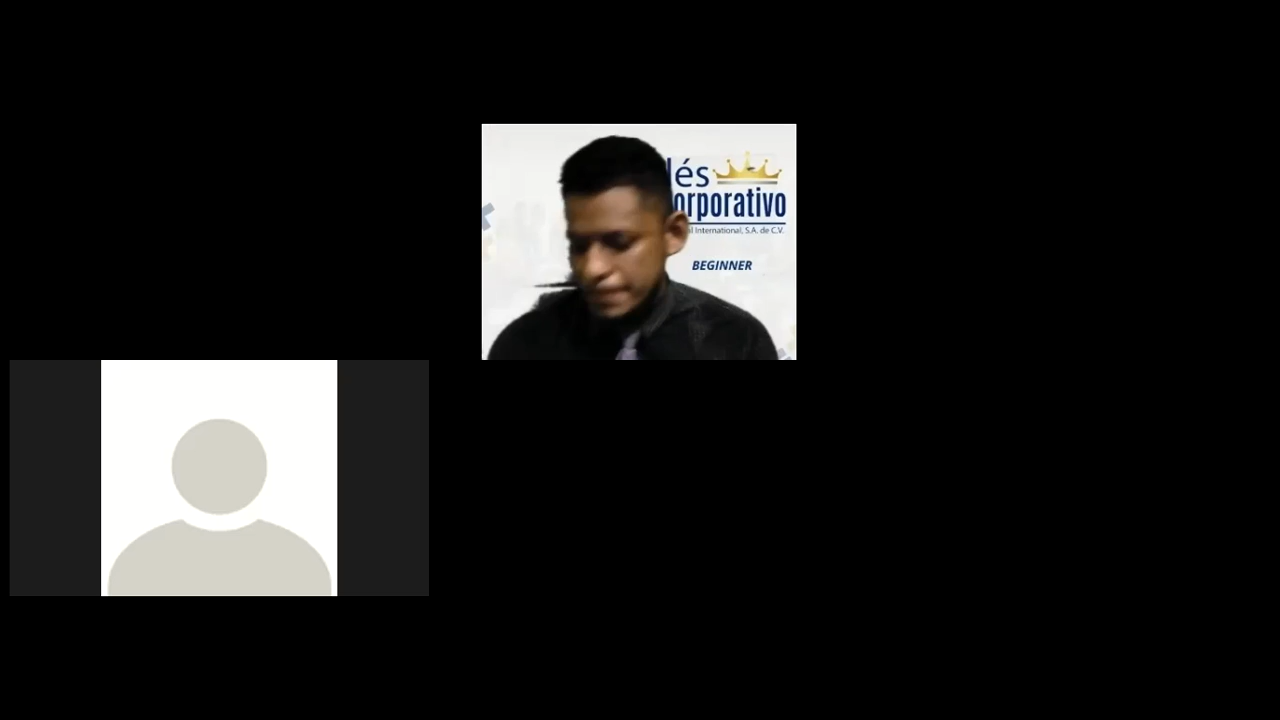 lés
orporativo
al International, S.A. de C.V.
BEGINNER